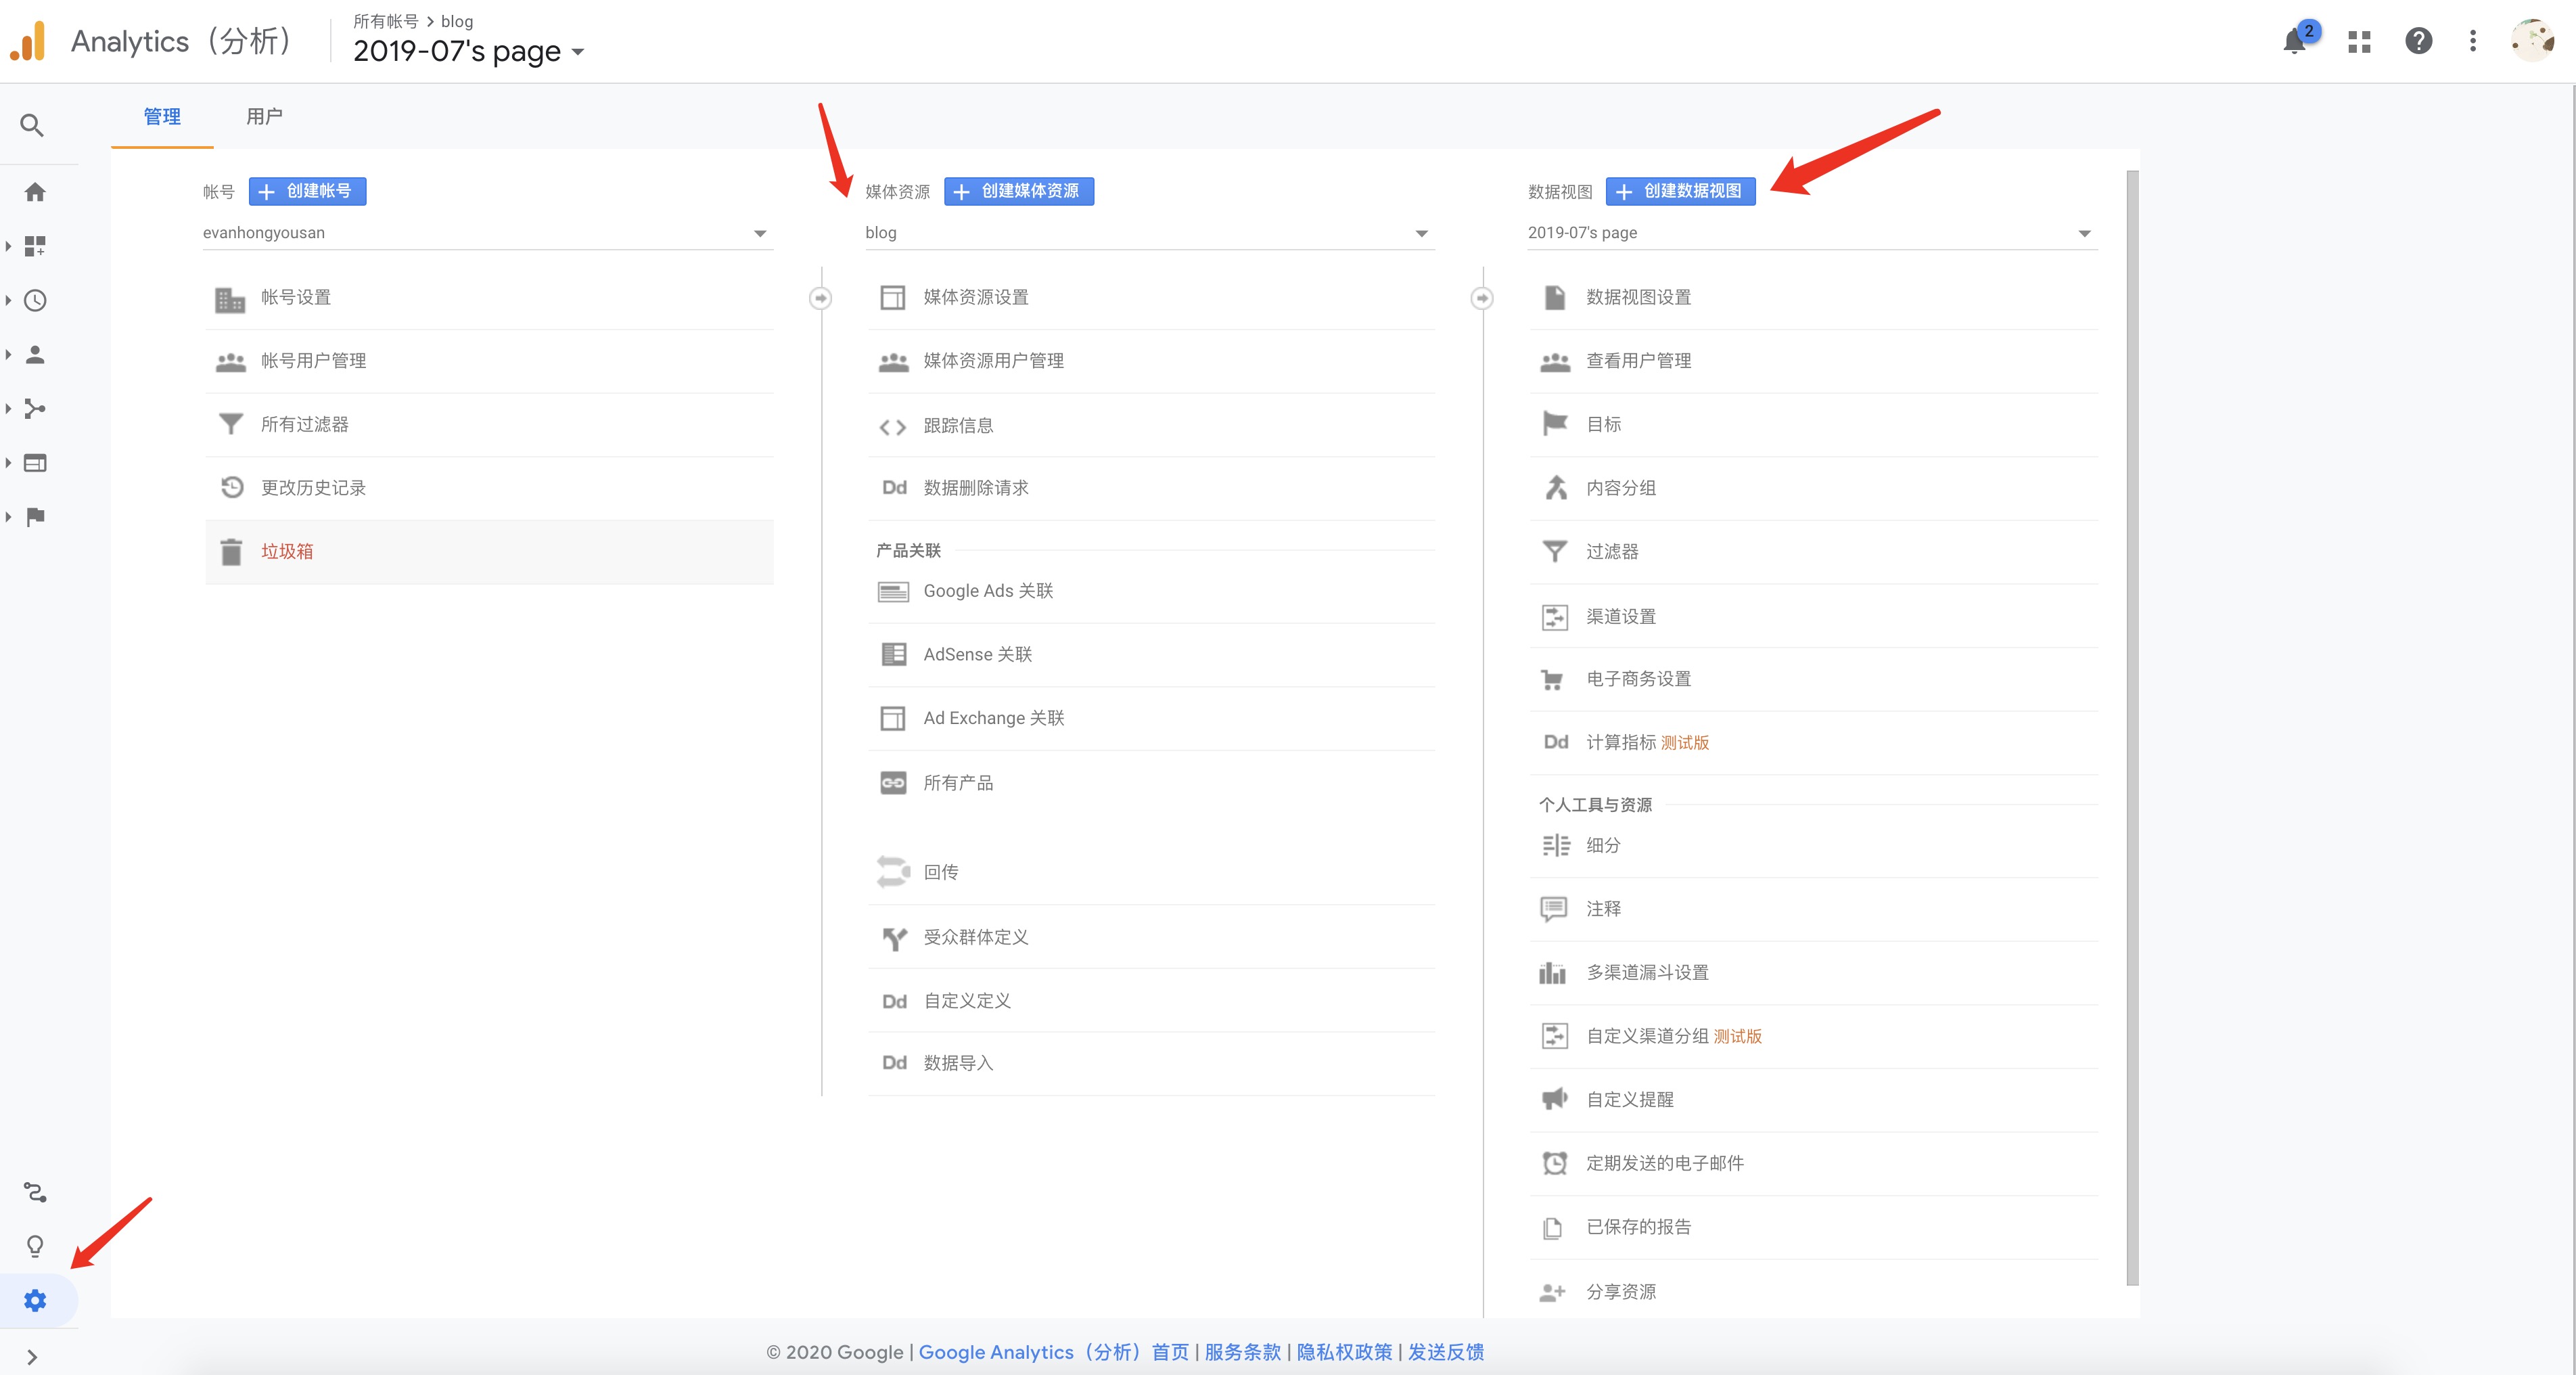 Analytics（分析）
所有帐号 > blog
2019-07's page
2
管理
用户
帐号
创建帐号
evanhongyousan
帐号设置
帐号用户管理
所有过滤器
更改历史记录
垃圾箱
媒体资源
创建媒体资源
blog
媒体资源设置
媒体资源用户管理
跟踪信息
Dd 数据删除请求
产品关联
Google Ads 关联
AdSense 关联
Ad Exchange 关联
所有产品
回传
受众群体定义
Dd 自定义定义
Dd 数据导入
数据视图
创建数据视图
2019-07's page
数据视图设置
查看用户管理
目标
内容分组
过滤器
渠道设置
电子商务设置
Dd 计算指标 测试版
个人工具与资源
细分
注释
多渠道漏斗设置
自定义渠道分组 测试版
自定义提醒
定期发送的电子邮件
已保存的报告
分享资源
© 2020 Google | Google Analytics（分析）首页 | 服务条款 | 隐私权政策 | 发送反馈